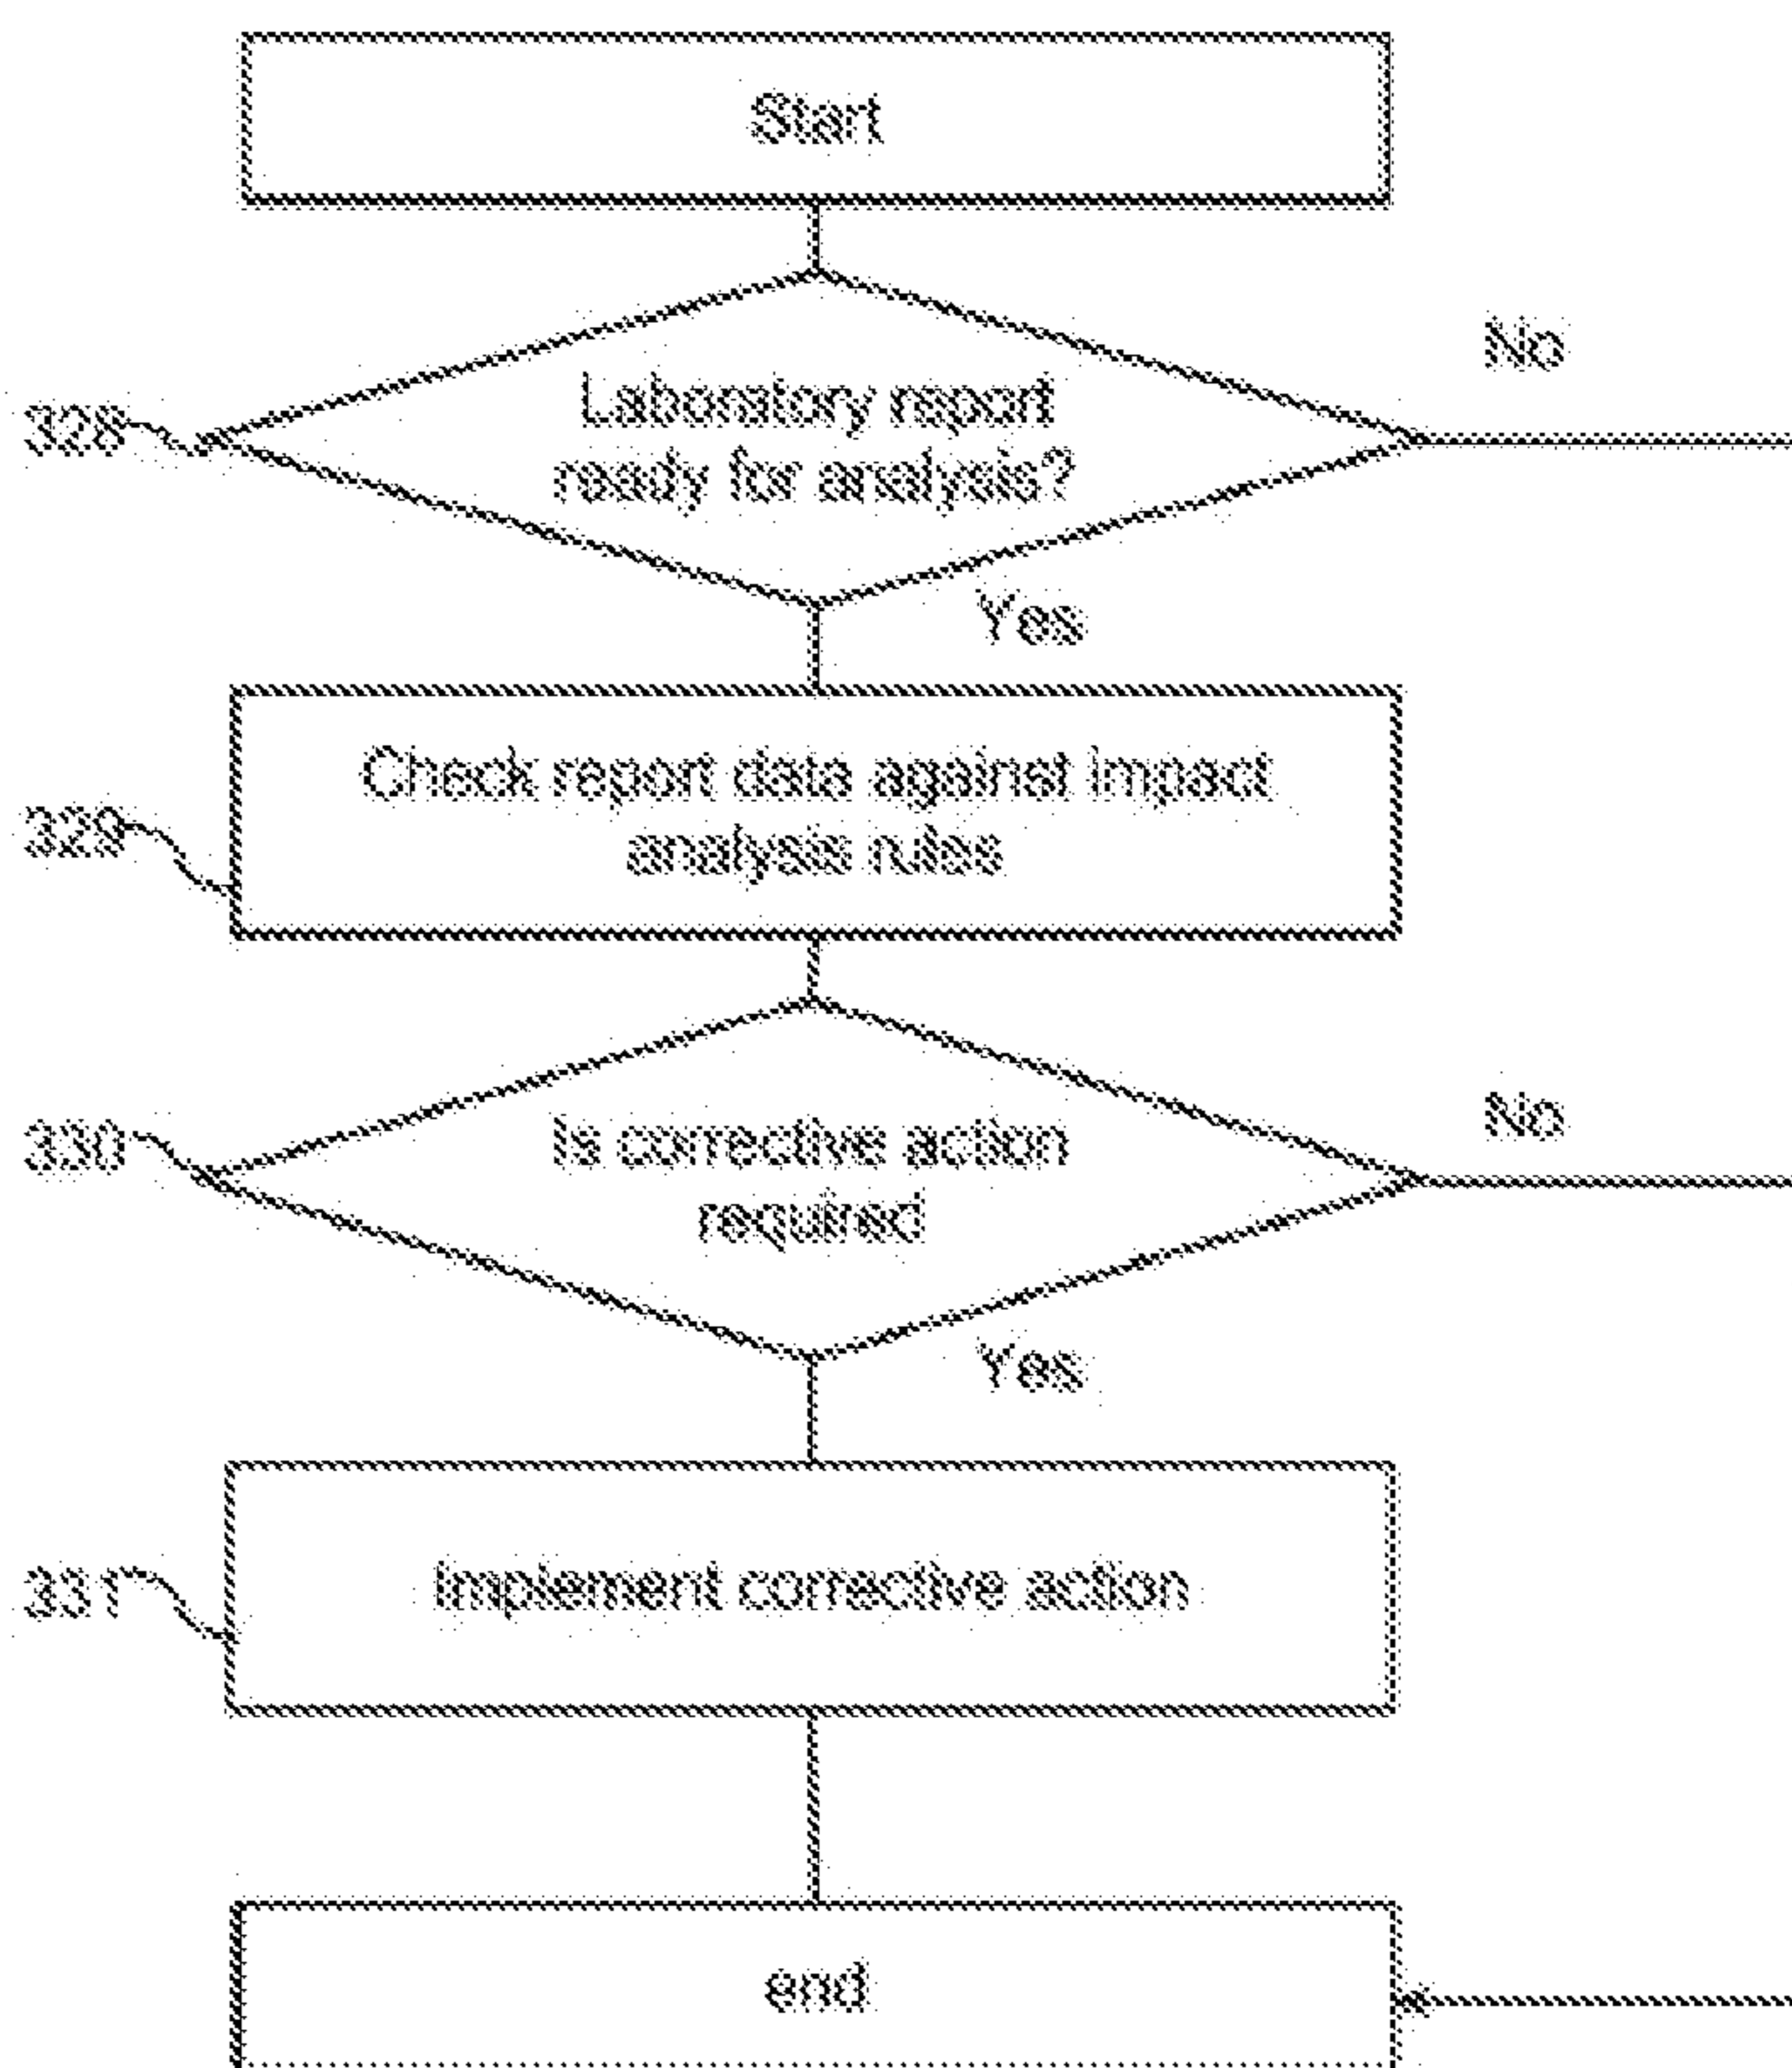 Start
No
328
Laboratory report
ready for analysis?
Yes
Check report data against impact
329
analysis rules
No
330
Is corrective action
required
Yes
331
Implement corrective action
end